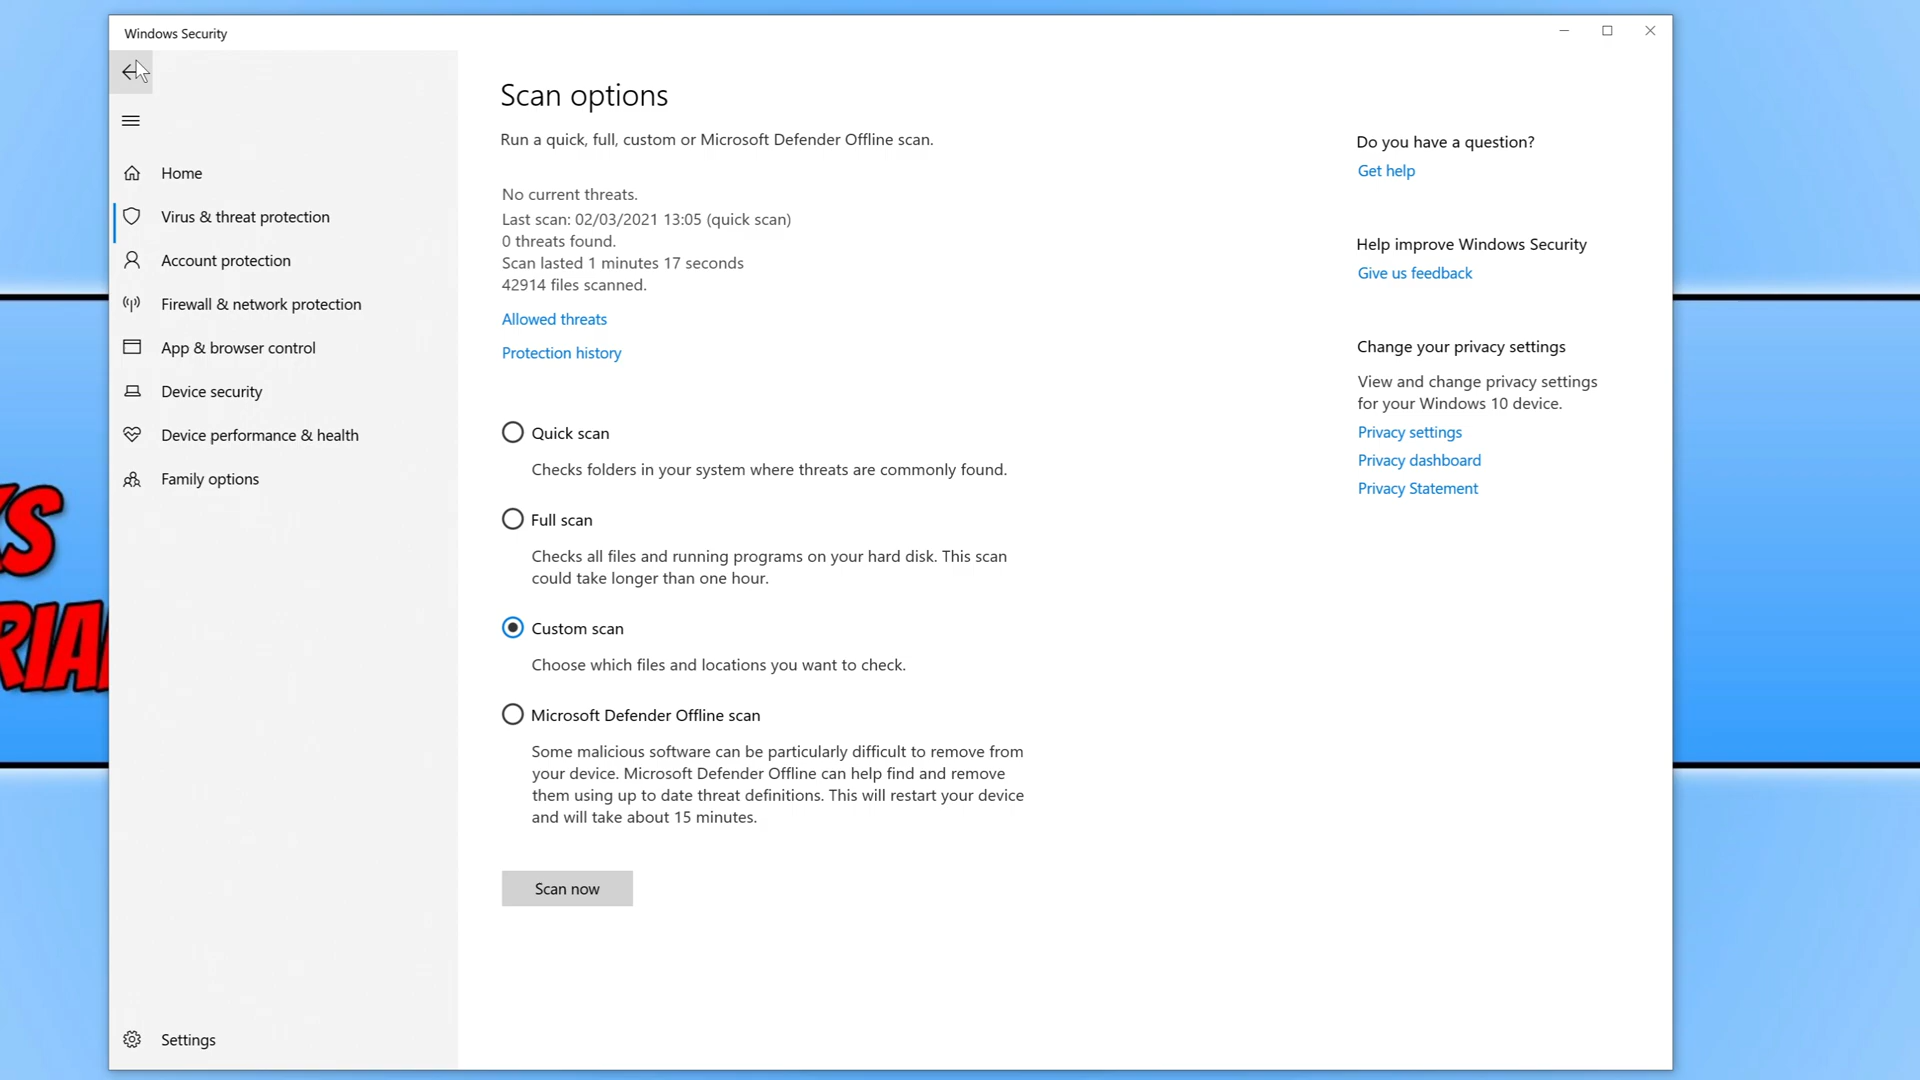 Windows Security
Home
Virus & threat protection
Account protection
Firewall & network protection
App & browser control
Device security
Device performance & health
Family options
Settings
Scan options
Run a quick, full, custom or Microsoft Defender Offline scan.
No current threats.
Last scan: 02/03/2021 13:05 (quick scan)
0 threats found.
Scan lasted 1 minutes 17 seconds
42914 files scanned.
Allowed threats
Protection history
Quick scan
Checks folders in your system where threats are commonly found.
Full scan
Checks all files and running programs on your hard disk. This scan
could take longer than one hour.
Custom scan
Choose which files and locations you want to check.
Microsoft Defender Offline scan
Some malicious software can be particularly difficult to remove from
your device. Microsoft Defender Offline can help find and remove
them using up to date threat definitions. This will restart your device
and will take about 15 minutes.
Scan now
Do you have a question?
Get help
Help improve Windows Security
Give us feedback
Change your privacy settings
View and change privacy settings
for your Windows 10 device.
Privacy settings
Privacy dashboard
Privacy Statement